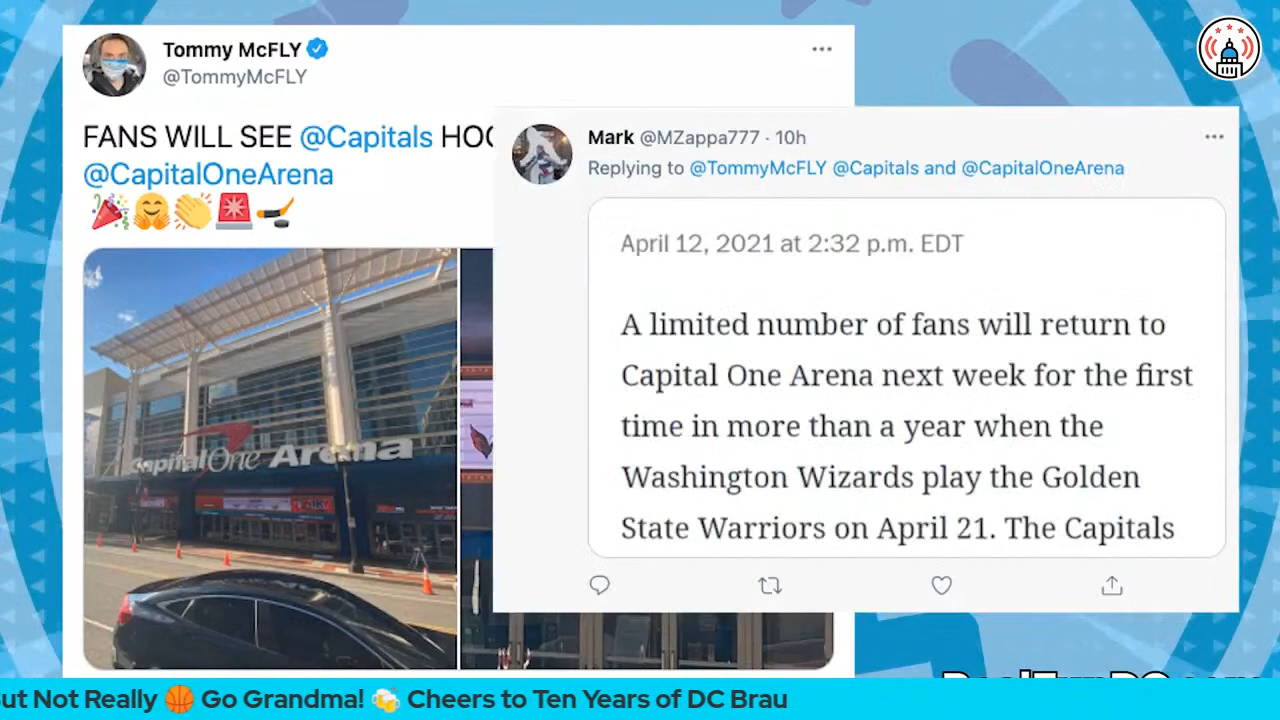 Tommy McFLY
@TommyMcFLY
FANS WILL SEE @Capitals HOC
@CapitalOneArena
CapitalOne Arena
Mark @MZappa777 · 10h
Replying to @TommyMcFLY @Capitals and @CapitalOneArena
April 12, 2021 at 2:32 p.m. EDT
A limited number of fans will return to
Capital One Arena next week for the first
time in more than a year when the
Washington Wizards play the Golden
State Warriors on April 21. The Capitals
ut Not Really 🏀 Go Grandma! 🍻 Cheers to Ten Years of DC Brau